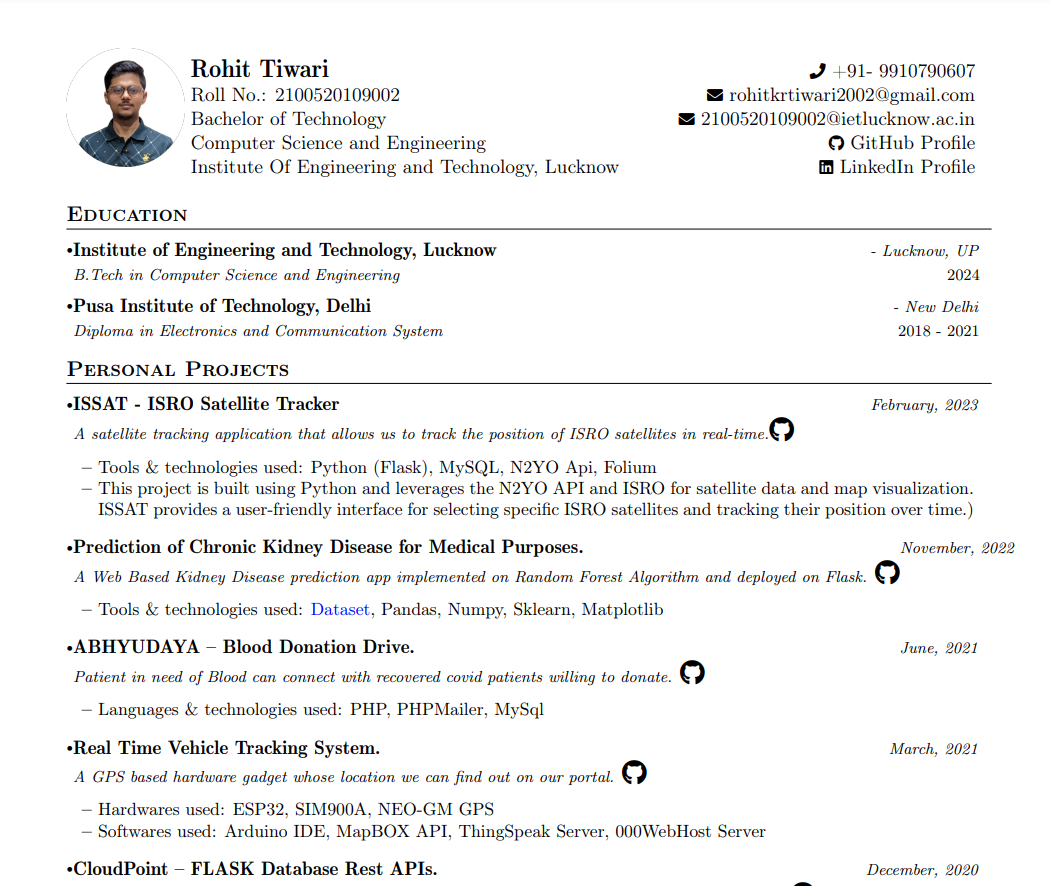 Rohit Tiwari
Roll No.: 2100520109002
Bachelor of Technology
Computer Science and Engineering
Institute Of Engineering and Technology, Lucknow
+91- 9910790607
rohitkrtiwari2002@gmail.com
2100520109002@ietlucknow.ac.in
GitHub Profile
LinkedIn Profile
Education
•Institute of Engineering and Technology, Lucknow - Lucknow, UP
B.Tech in Computer Science and Engineering 2024
•Pusa Institute of Technology, Delhi - New Delhi
Diploma in Electronics and Communication System 2018 - 2021
Personal Projects
•ISSAT - ISRO Satellite Tracker February, 2023
A satellite tracking application that allows us to track the position of ISRO satellites in real-time.
– Tools & technologies used: Python (Flask), MySQL, N2YO Api, Folium
– This project is built using Python and leverages the N2YO API and ISRO for satellite data and map visualization.
ISSAT provides a user-friendly interface for selecting specific ISRO satellites and tracking their position over time.)
•Prediction of Chronic Kidney Disease for Medical Purposes. November, 2022
A Web Based Kidney Disease prediction app implemented on Random Forest Algorithm and deployed on Flask.
– Tools & technologies used: Dataset, Pandas, Numpy, Sklearn, Matplotlib
•ABHYUDAYA – Blood Donation Drive. June, 2021
Patient in need of Blood can connect with recovered covid patients willing to donate.
– Languages & technologies used: PHP, PHPMailer, MySql
•Real Time Vehicle Tracking System. March, 2021
A GPS based hardware gadget whose location we can find out on our portal.
– Hardwares used: ESP32, SIM900A, NEO-GM GPS
– Softwares used: Arduino IDE, MapBOX API, ThingSpeak Server, 000WebHost Server
•CloudPoint – FLASK Database Rest APIs. December, 2020